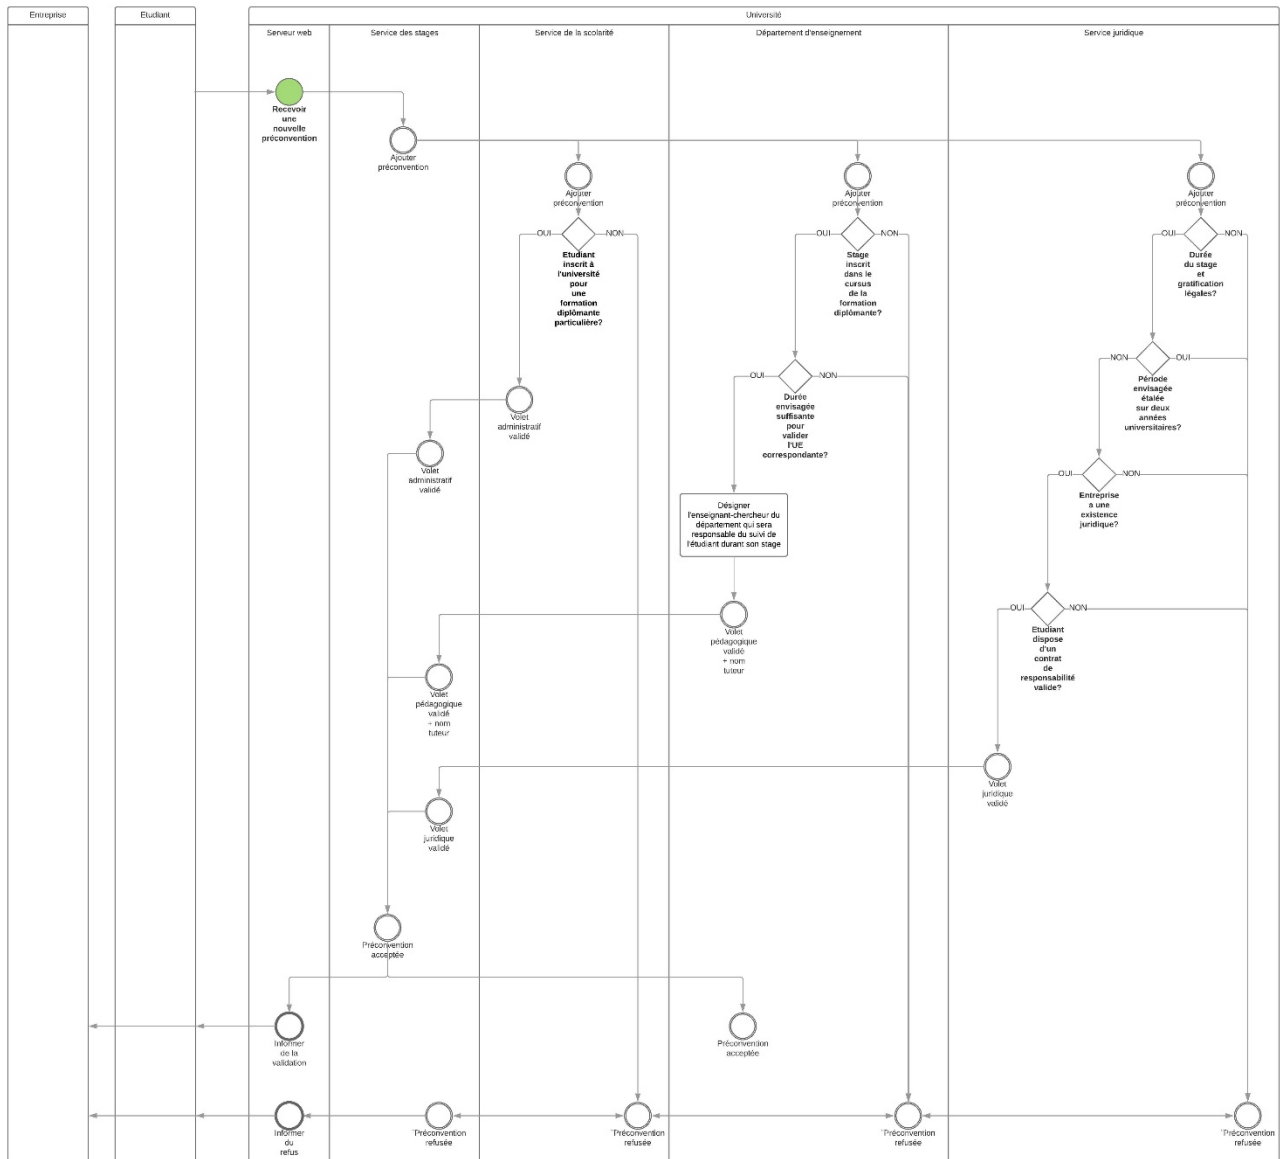 Entreprise
Etudiant
Université
Serveur web
Service des stages
Service de la scolarité
Département d'enseignement
Service juridique
Recevoir
une
nouvelle
préconvention
Ajouter
préconvention
Ajouter
préconvention
Ajouter
préconvention
Ajouter
préconvention
OUI
NON
Etudiant
inscrit à
l'université
pour
une
formation
diplômante
particulière?
OUI
NON
Stage
inscrit
dans le
cursus
de la
formation
diplômante?
OUI
NON
Durée
du stage
et
gratification
légales?
NON
OUI
Période
envisagée
étalée
sur deux
années
universitaires?
OUI
NON
Durée
envisagée
suffisante
pour
valider
l'UE
correspondante?
Volet
administratif
validé
Volet
administratif
validé
OUI
NON
Entreprise
a une
existence
juridique?
Désigner
l'enseignant-chercheur du
département qui sera
responsable du suivi de
l'étudiant durant son stage
OUI
NON
Etudiant
dispose
d'un
contrat
de
responsabilité
valide?
Volet
pédagogique
validé
+ nom
tuteur
Volet
pédagogique
validé
+ nom
tuteur
Volet
juridique
validé
Volet
juridique
validé
Préconvention
acceptée
Informer
de la
validation
Préconvention
acceptée
Informer
du
refus
`Préconvention
refusée
`Préconvention
refusée
`Préconvention
refusée
`Préconvention
refusée